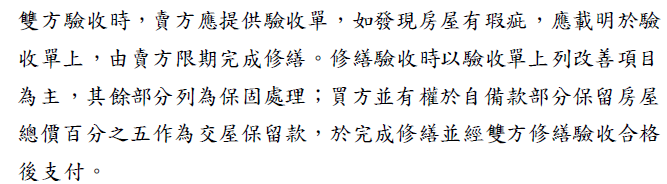 雙方驗收時，賣方應提供驗收單，如發現房屋有瑕疵，應載明於驗
收單上，由賣方限期完成修繕。修繕驗收時以驗收單上列改善項目
為主，其餘部分列為保固處理；買方並有權於自備款部分保留房屋
總價百分之五作為交屋保留款，於完成修繕並經雙方修繕驗收合格
後支付。